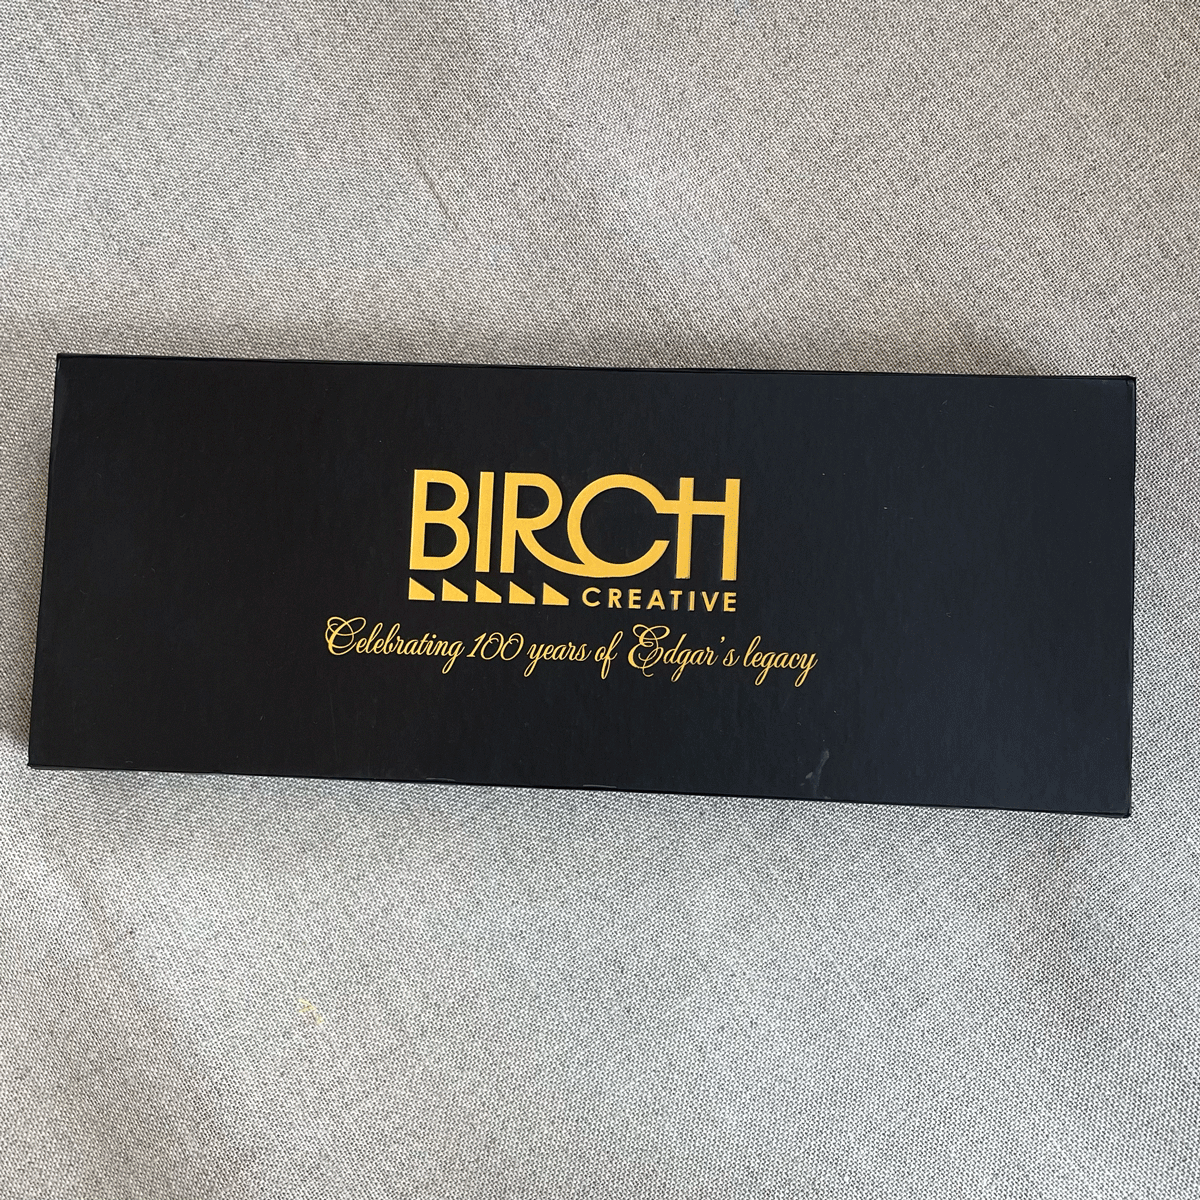 BIRCH
CREATIVE
Celebrating 100 years of Edgar's legacy